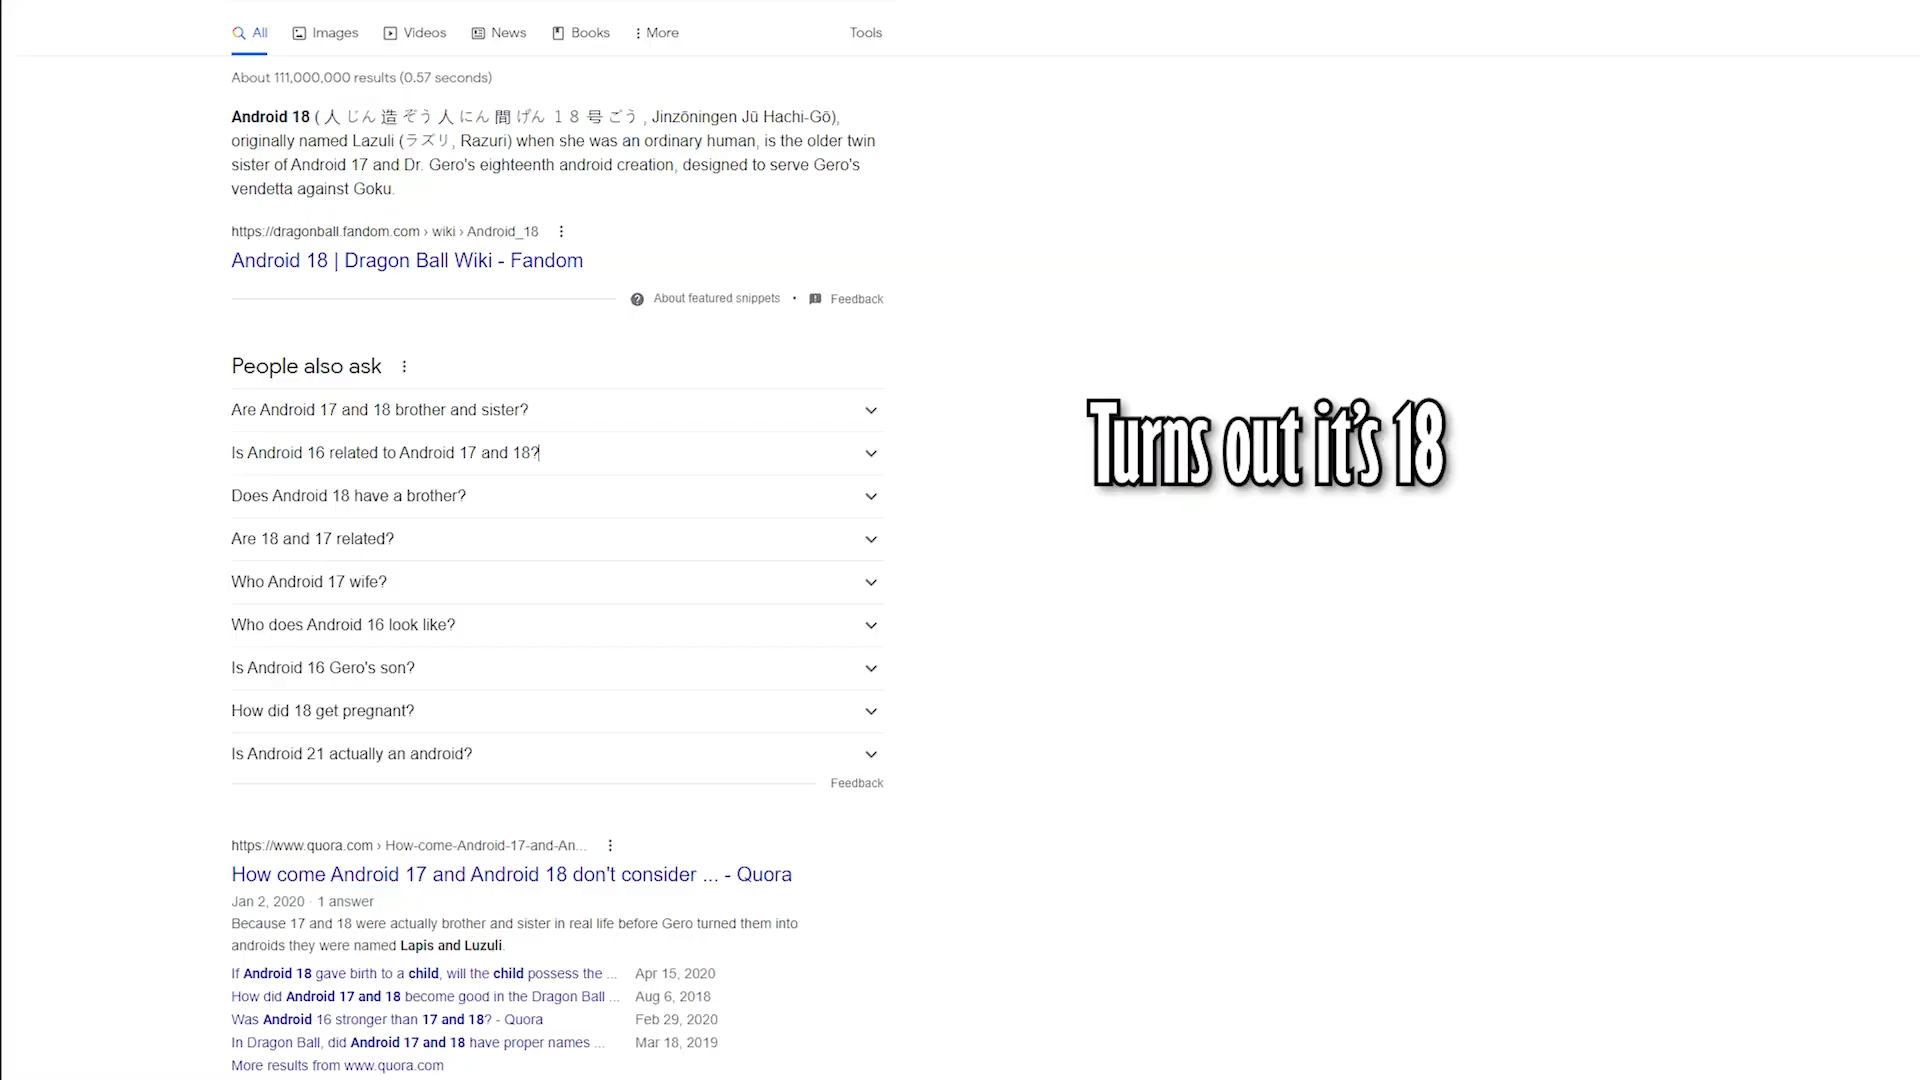 All Images Videos News Books More Tools
About 111,000,000 results (0.57 seconds)
Android 18 ( 人 じん 造 ぞう 人 にん 間 げん １８ 号 ごう , Jinzōningen Jū Hachi-Gō),
originally named Lazuli (ラズリ, Razuri) when she was an ordinary human, is the older twin
sister of Android 17 and Dr. Gero's eighteenth android creation, designed to serve Gero's
vendetta against Goku.
https://dragonball.fandom.com › wiki › Android_18
Android 18 | Dragon Ball Wiki - Fandom
About featured snippets • Feedback
People also ask
Are Android 17 and 18 brother and sister?
Is Android 16 related to Android 17 and 18?
Does Android 18 have a brother?
Are 18 and 17 related?
Who Android 17 wife?
Who does Android 16 look like?
Is Android 16 Gero's son?
How did 18 get pregnant?
Is Android 21 actually an android?
Feedback
Turns out it's 18
https://www.quora.com › How-come-Android-17-and-An...
How come Android 17 and Android 18 don't consider ... - Quora
Jan 2, 2020 · 1 answer
Because 17 and 18 were actually brother and sister in real life before Gero turned them into
androids they were named Lapis and Luzuli.
If Android 18 gave birth to a child, will the child possess the ... Apr 15, 2020
How did Android 17 and 18 become good in the Dragon Ball ... Aug 6, 2018
Was Android 16 stronger than 17 and 18? - Quora Feb 29, 2020
In Dragon Ball, did Android 17 and 18 have proper names ... Mar 18, 2019
More results from www.quora.com